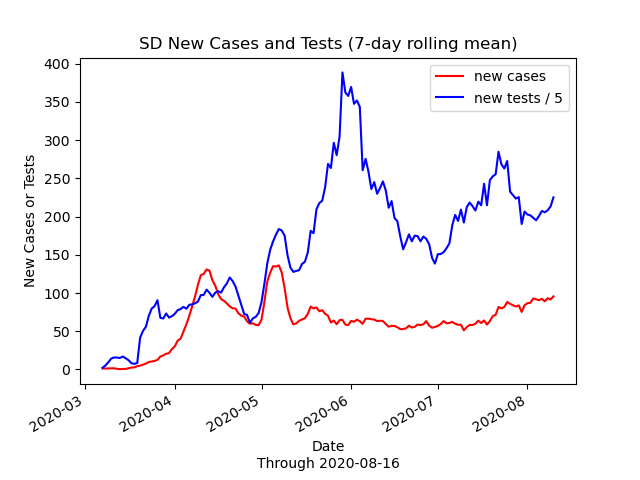 SD New Cases and Tests (7-day rolling mean)
new cases
new tests / 5
New Cases or Tests
400
350
300
250
200
150
100
50
0
2020-03
2020-04
2020-05
2020-06
2020-07
2020-08
Date
Through 2020-08-16